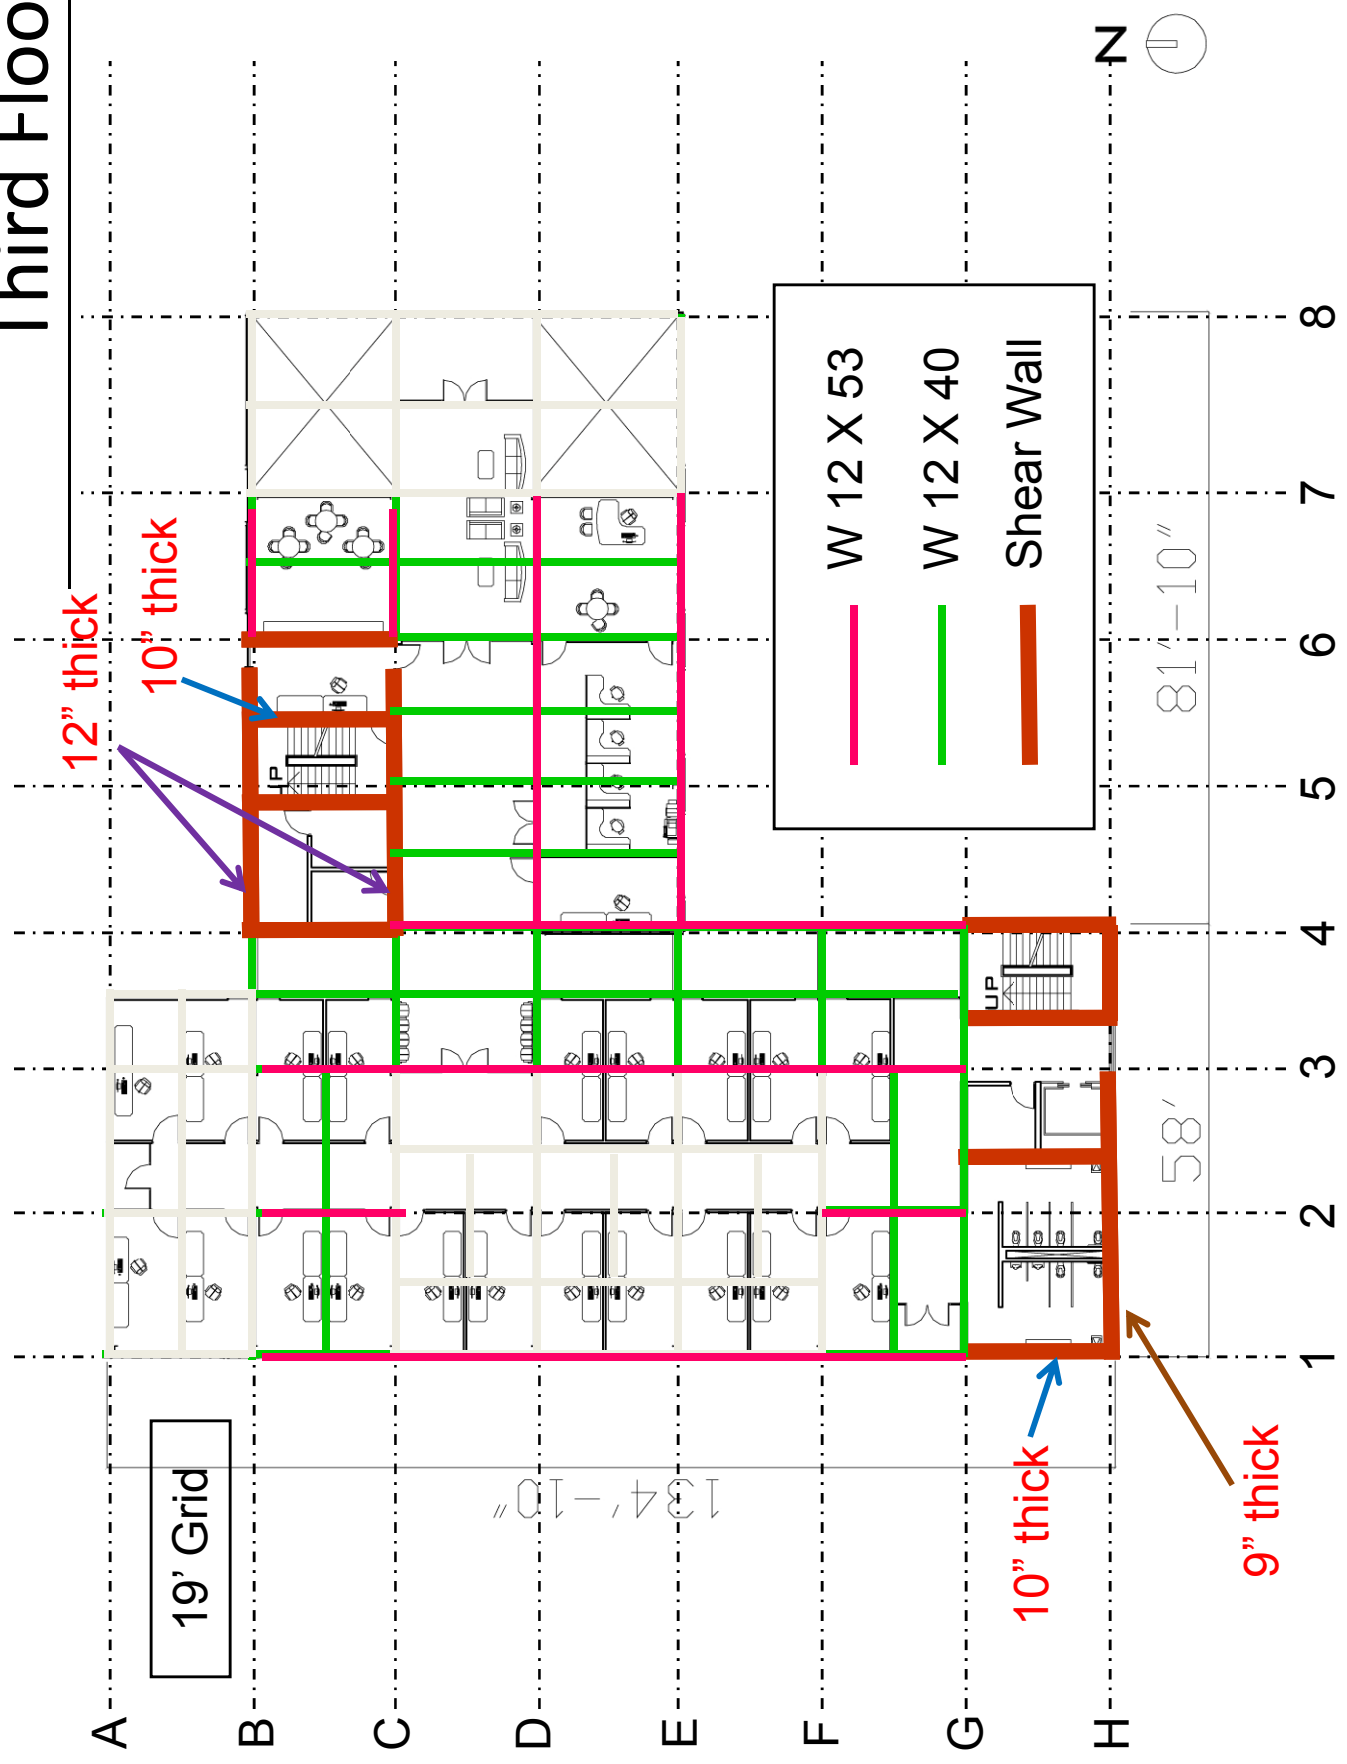 Third Floo
12” thick
10” thick
N
W 12 X 53
W 12 X 40
Shear Wall
UP
UP
19’ Grid
134'-10"
81'-10"
58'
10” thick
9” thick
A
B
C
D
E
F
G
H
1
2
3
4
5
6
7
8